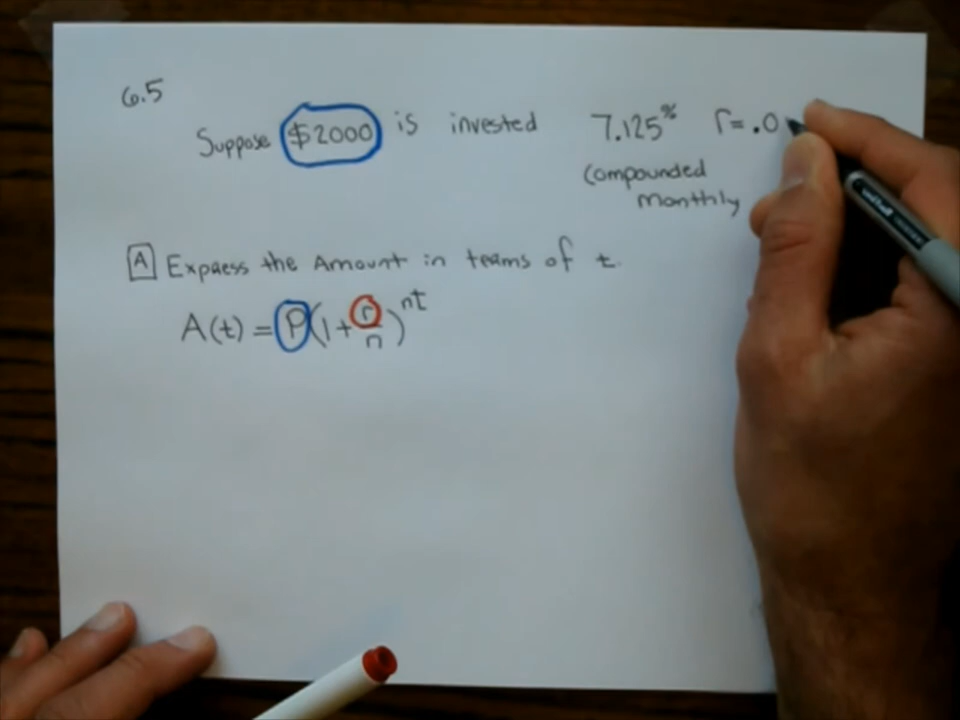 6.5
Suppose $2000 is invested 7.125% r= .0
compounded
monthly
A Express the Amount in terms of t.
A(t) = P(1+r/n)^nt